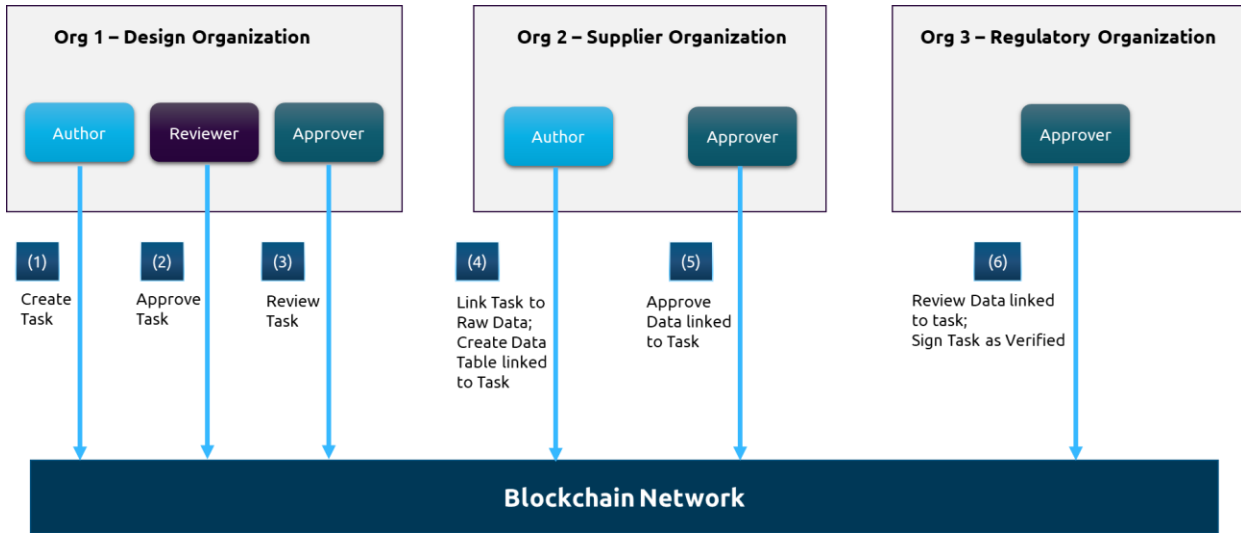 Org 1 – Design Organization
Author
Reviewer
Approver
(1)
Create
Task
(2)
Approve
Task
(3)
Review
Task
Org 2 – Supplier Organization
Author
Approver
(4)
Link Task to
Raw Data;
Create Data
Table linked
to Task
(5)
Approve
Data linked
to Task
Org 3 – Regulatory Organization
Approver
(6)
Review Data linked
to task;
Sign Task as Verified
Blockchain Network